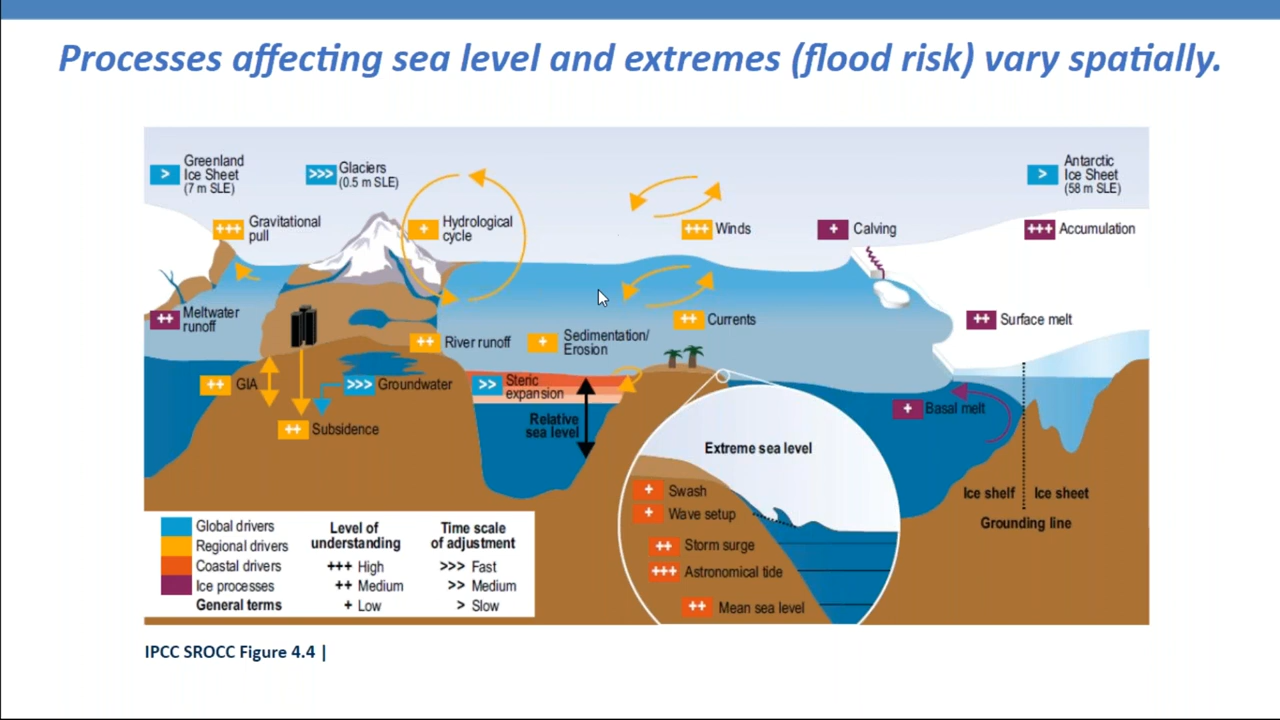 Processes affecting sea level and extremes (flood risk) vary spatially.
> Greenland
Ice Sheet
(7 m SLE)
>>> Glaciers
(0.5 m SLE)
> Antarctic
Ice Sheet
(58 m SLE)
+++ Gravitational
pull
+ Hydrological
cycle
+++ Winds
+ Calving
+++ Accumulation
++ Meltwater
runoff
++ River runoff
+ Sedimentation/
Erosion
++ Currents
++ Surface melt
++ GIA
>>> Groundwater
>> Steric
expansion
++ Subsidence
Relative
sea level
+ Basal melt
Extreme sea level
+ Swash
+ Wave setup
++ Storm surge
+++ Astronomical tide
++ Mean sea level
Ice shelf
Ice sheet
Grounding line
Global drivers
Regional drivers
Coastal drivers
Ice processes
General terms
Level of
understanding
+++ High
++ Medium
+ Low
Time scale
of adjustment
>>> Fast
>> Medium
> Slow
IPCC SROCC Figure 4.4 |